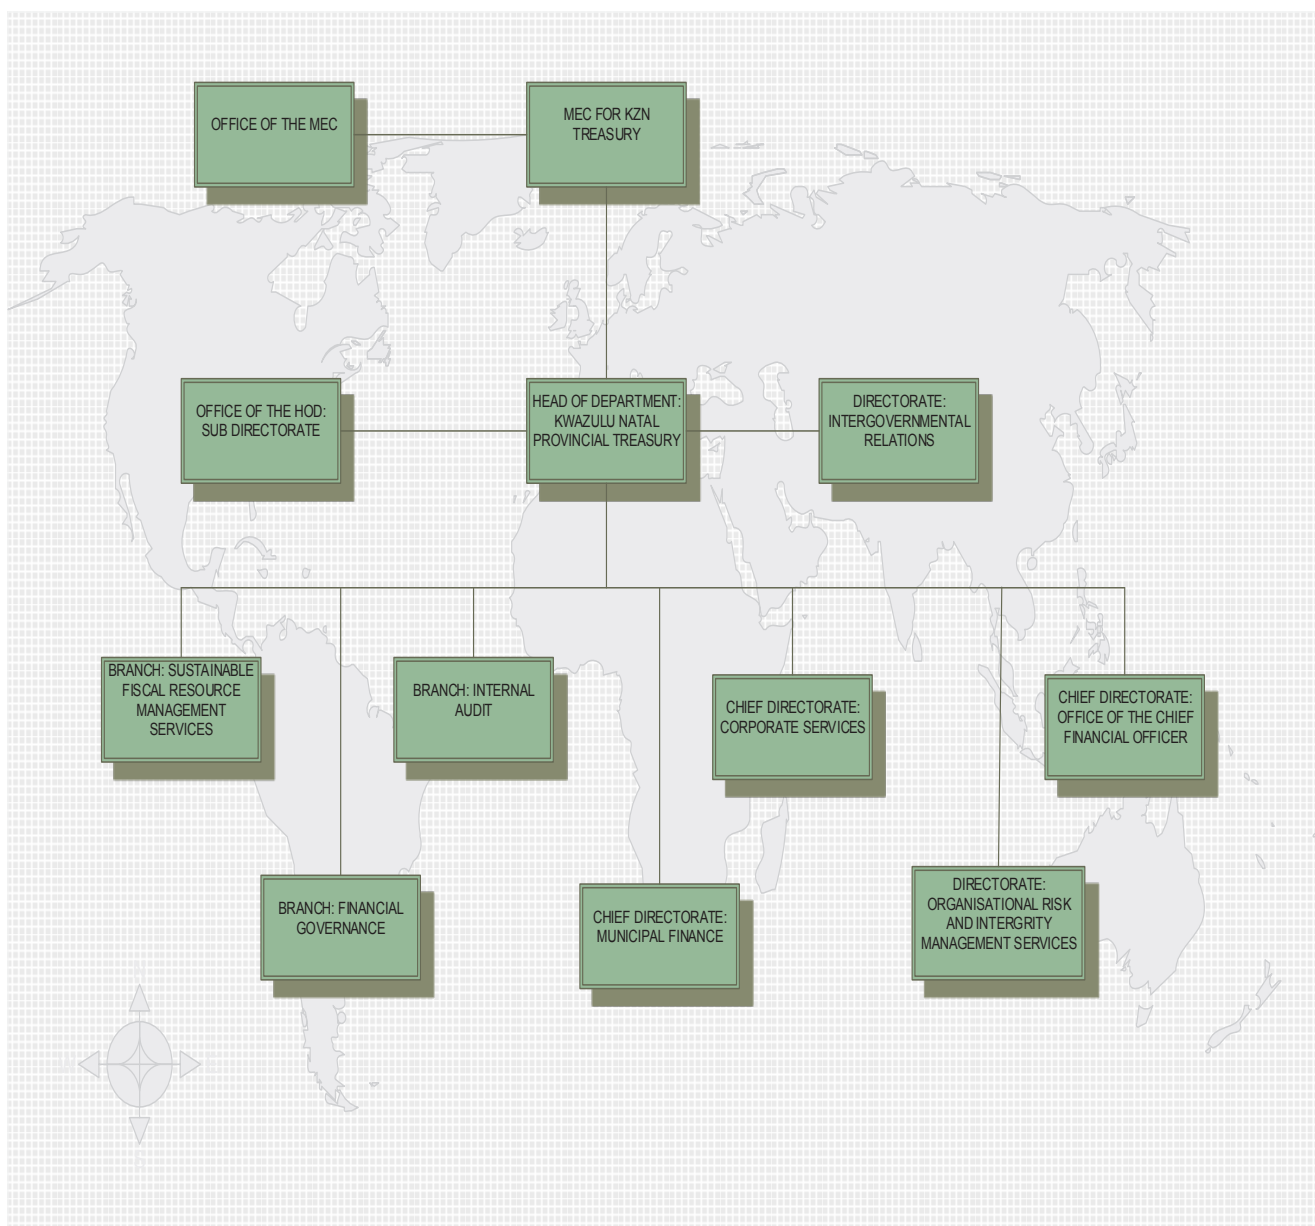 OFFICE OF THE MEC
MEC FOR KZN
TREASURY
OFFICE OF THE HOD:
SUB DIRECTORATE
HEAD OF DEPARTMENT:
KWAZULU NATAL
PROVINCIAL TREASURY
DIRECTORATE:
INTERGOVERNMENTAL
RELATIONS
BRANCH: SUSTAINABLE
FISCAL RESOURCE
MANAGEMENT
SERVICES
BRANCH: INTERNAL
AUDIT
CHIEF DIRECTORATE:
CORPORATE SERVICES
CHIEF DIRECTORATE:
OFFICE OF THE CHIEF
FINANCIAL OFFICER
BRANCH: FINANCIAL
GOVERNANCE
CHIEF DIRECTORATE:
MUNICIPAL FINANCE
DIRECTORATE:
ORGANISATIONAL RISK
AND INTERGRITY
MANAGEMENT SERVICES